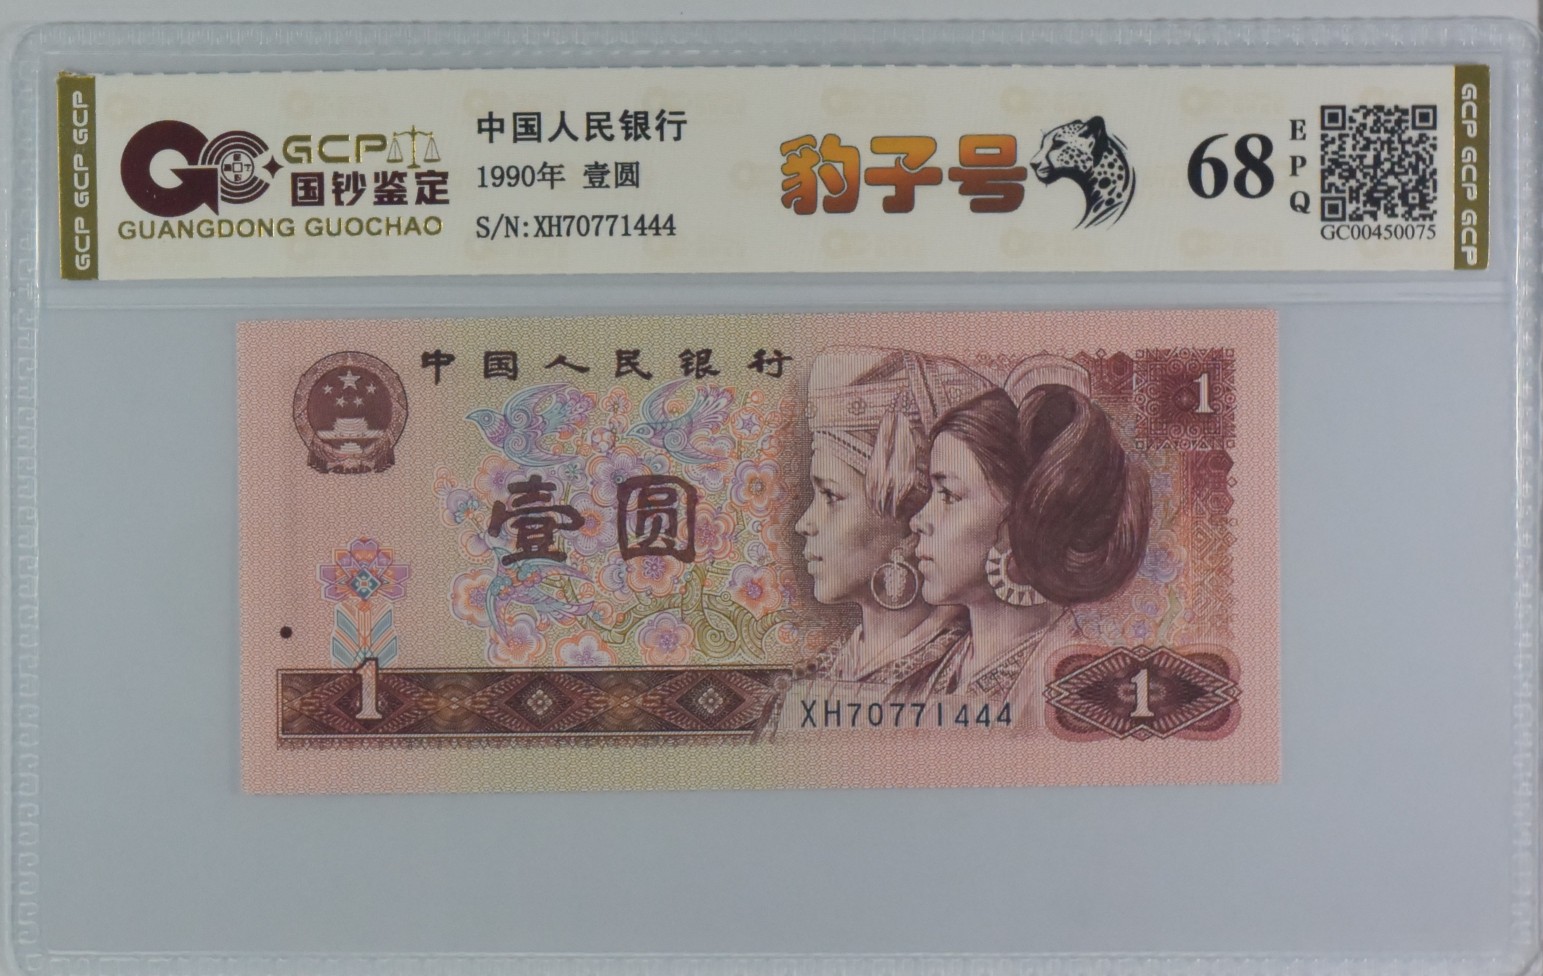 GCP GCP GCP
GCP
国钞鉴定
GUANGDONG GUOCHAO
中国人民银行
1990年 壹圆
S/N:XH70771444
豹子号
68
EPQ
GC00450075
GCP GCP GCP
中国人民银行
1
壹圆
1
XH70771444
1